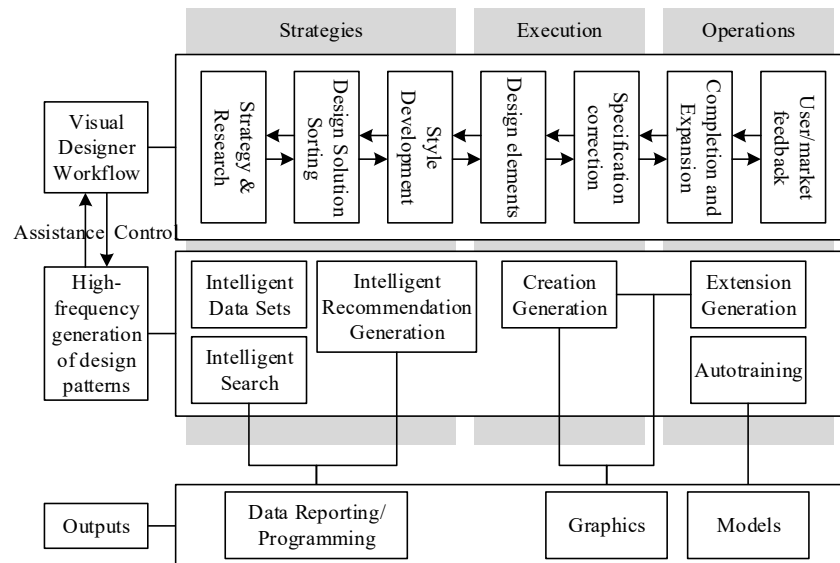 Strategies
Execution
Operations
Visual
Designer
Workflow
Strategy &
Research
Design Solution
Sorting
Style
Development
Design elements
Specification
correction
Completion and
Expansion
User/market
feedback
Assistance
Control
High-
frequency
generation
of design
patterns
Intelligent
Data Sets
Intelligent
Recommendation
Generation
Creation
Generation
Extension
Generation
Intelligent
Search
Autotraining
Outputs
Data Reporting/
Programming
Graphics
Models